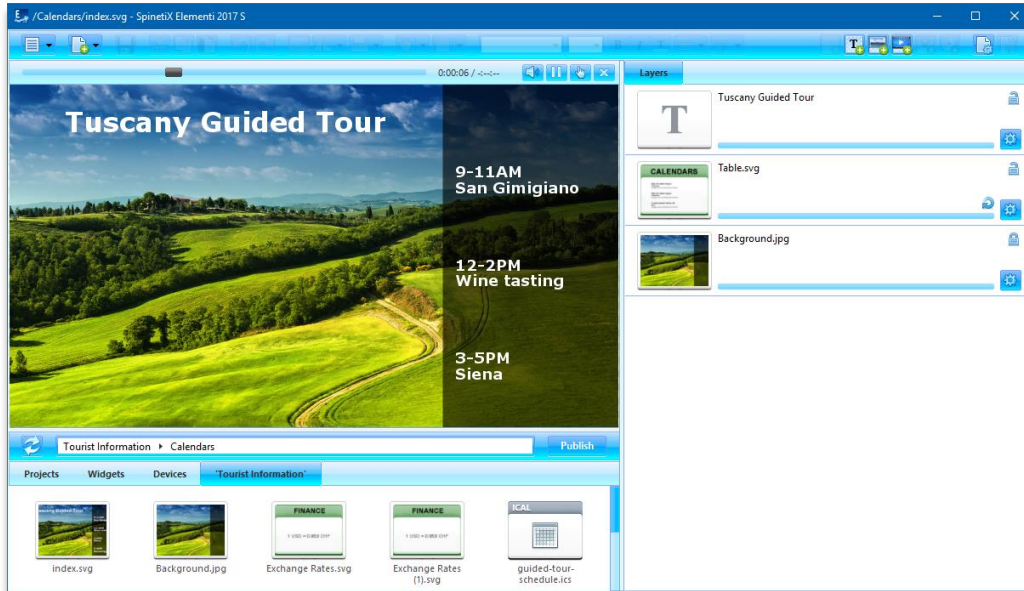 /Calendars/index.svg - SpinetiX Elementi 2017 S
0:00:06 / -:--:--
Layers
Tuscany Guided Tour
9-11AM
San Gimigiano
12-2PM
Wine tasting
3-5PM
Siena
T
Tuscany Guided Tour
CALENDARS
Table.svg
Background.jpg
Tourist Information
Calendars
Publish
Projects
Widgets
Devices
'Tourist Information'
index.svg
Background.jpg
FINANCE
Exchange Rates.svg
FINANCE
Exchange Rates
(1).svg
ICAL
guided-tour-
schedule.ics